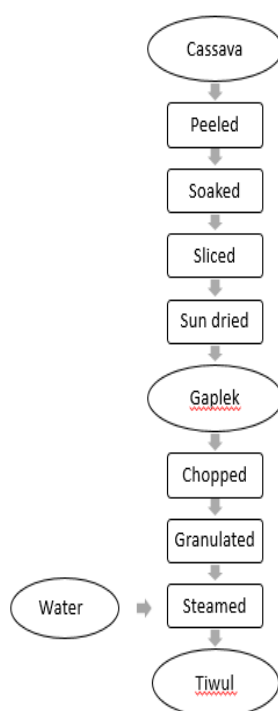 Cassava
Peeled
Soaked
Sliced
Sun dried
Gaplek
Chopped
Granulated
Water
Steamed
Tiwul